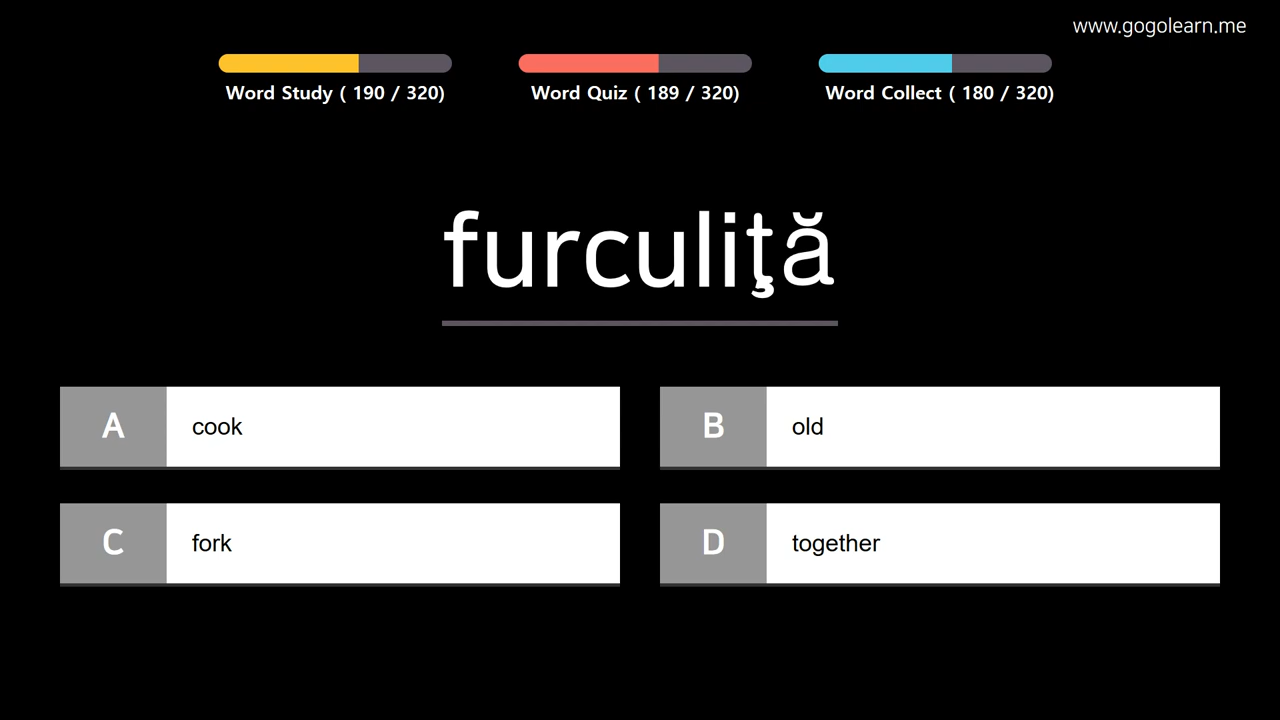 www.gogolearn.me
Word Study ( 190 / 320)
Word Quiz ( 189 / 320)
Word Collect ( 180 / 320)
furculiţă
A cook
B old
C fork
D together